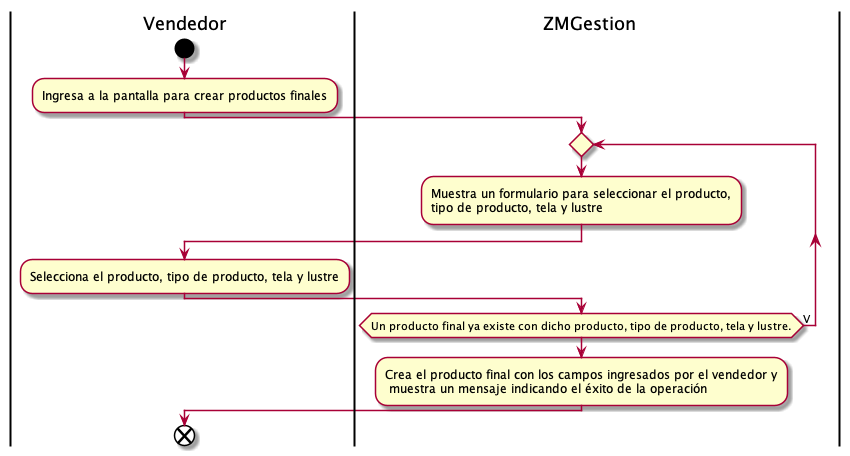 Vendedor
ZMGestion
Ingresa a la pantalla para crear productos finales
Muestra un formulario para seleccionar el producto,
tipo de producto, tela y lustre
Selecciona el producto, tipo de producto, tela y lustre
Un producto final ya existe con dicho producto, tipo de producto, tela y lustre.
V
Crea el producto final con los campos ingresados por el vendedor y
muestra un mensaje indicando el éxito de la operación